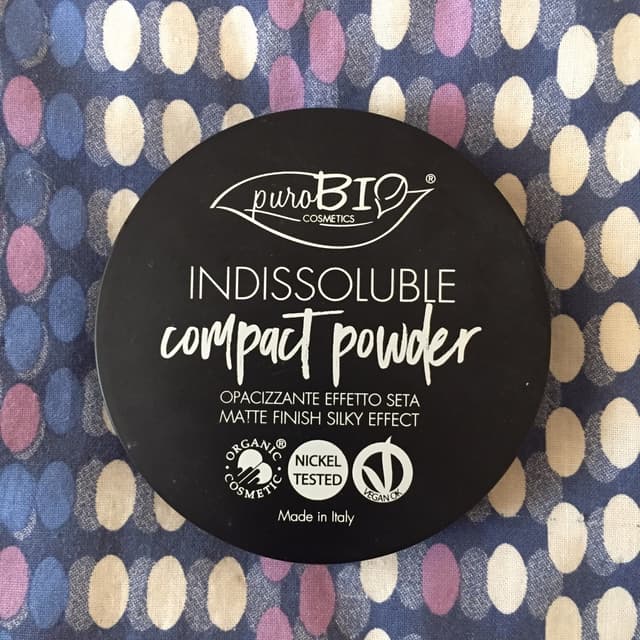 puroBIO®
COSMETICS
INDISSOLUBLE
compact powder
OPACIZZANTE EFFETTO SETA
MATTE FINISH SILKY EFFECT
ORGANIC COSMETIC ®
NICKEL TESTED
VEGAN OK
Made in Italy